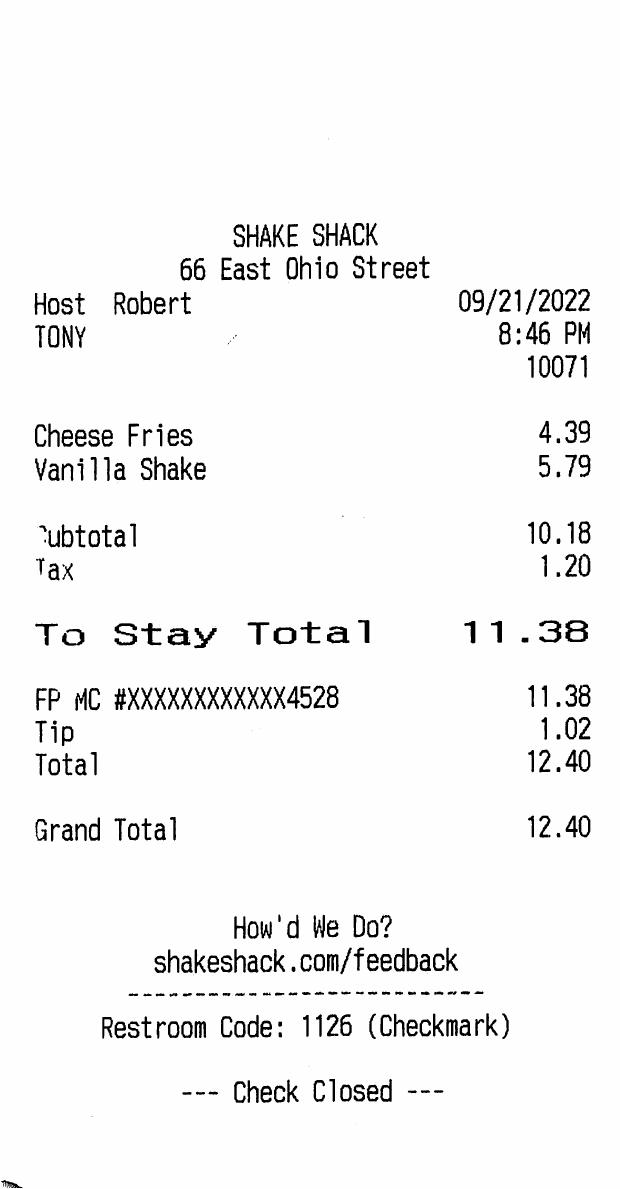 SHAKE SHACK
66 East Ohio Street
Host Robert 09/21/2022
TONY 8:46 PM
10071
Cheese Fries 4.39
Vanilla Shake 5.79
Subtotal 10.18
Tax 1.20
To Stay Total 11.38
FP MC #XXXXXXXXXXXX4528 11.38
Tip 1.02
Total 12.40
Grand Total 12.40
How'd We Do?
shakeshack.com/feedback
---------------------------
Restroom Code: 1126 (Checkmark)
--- Check Closed ---